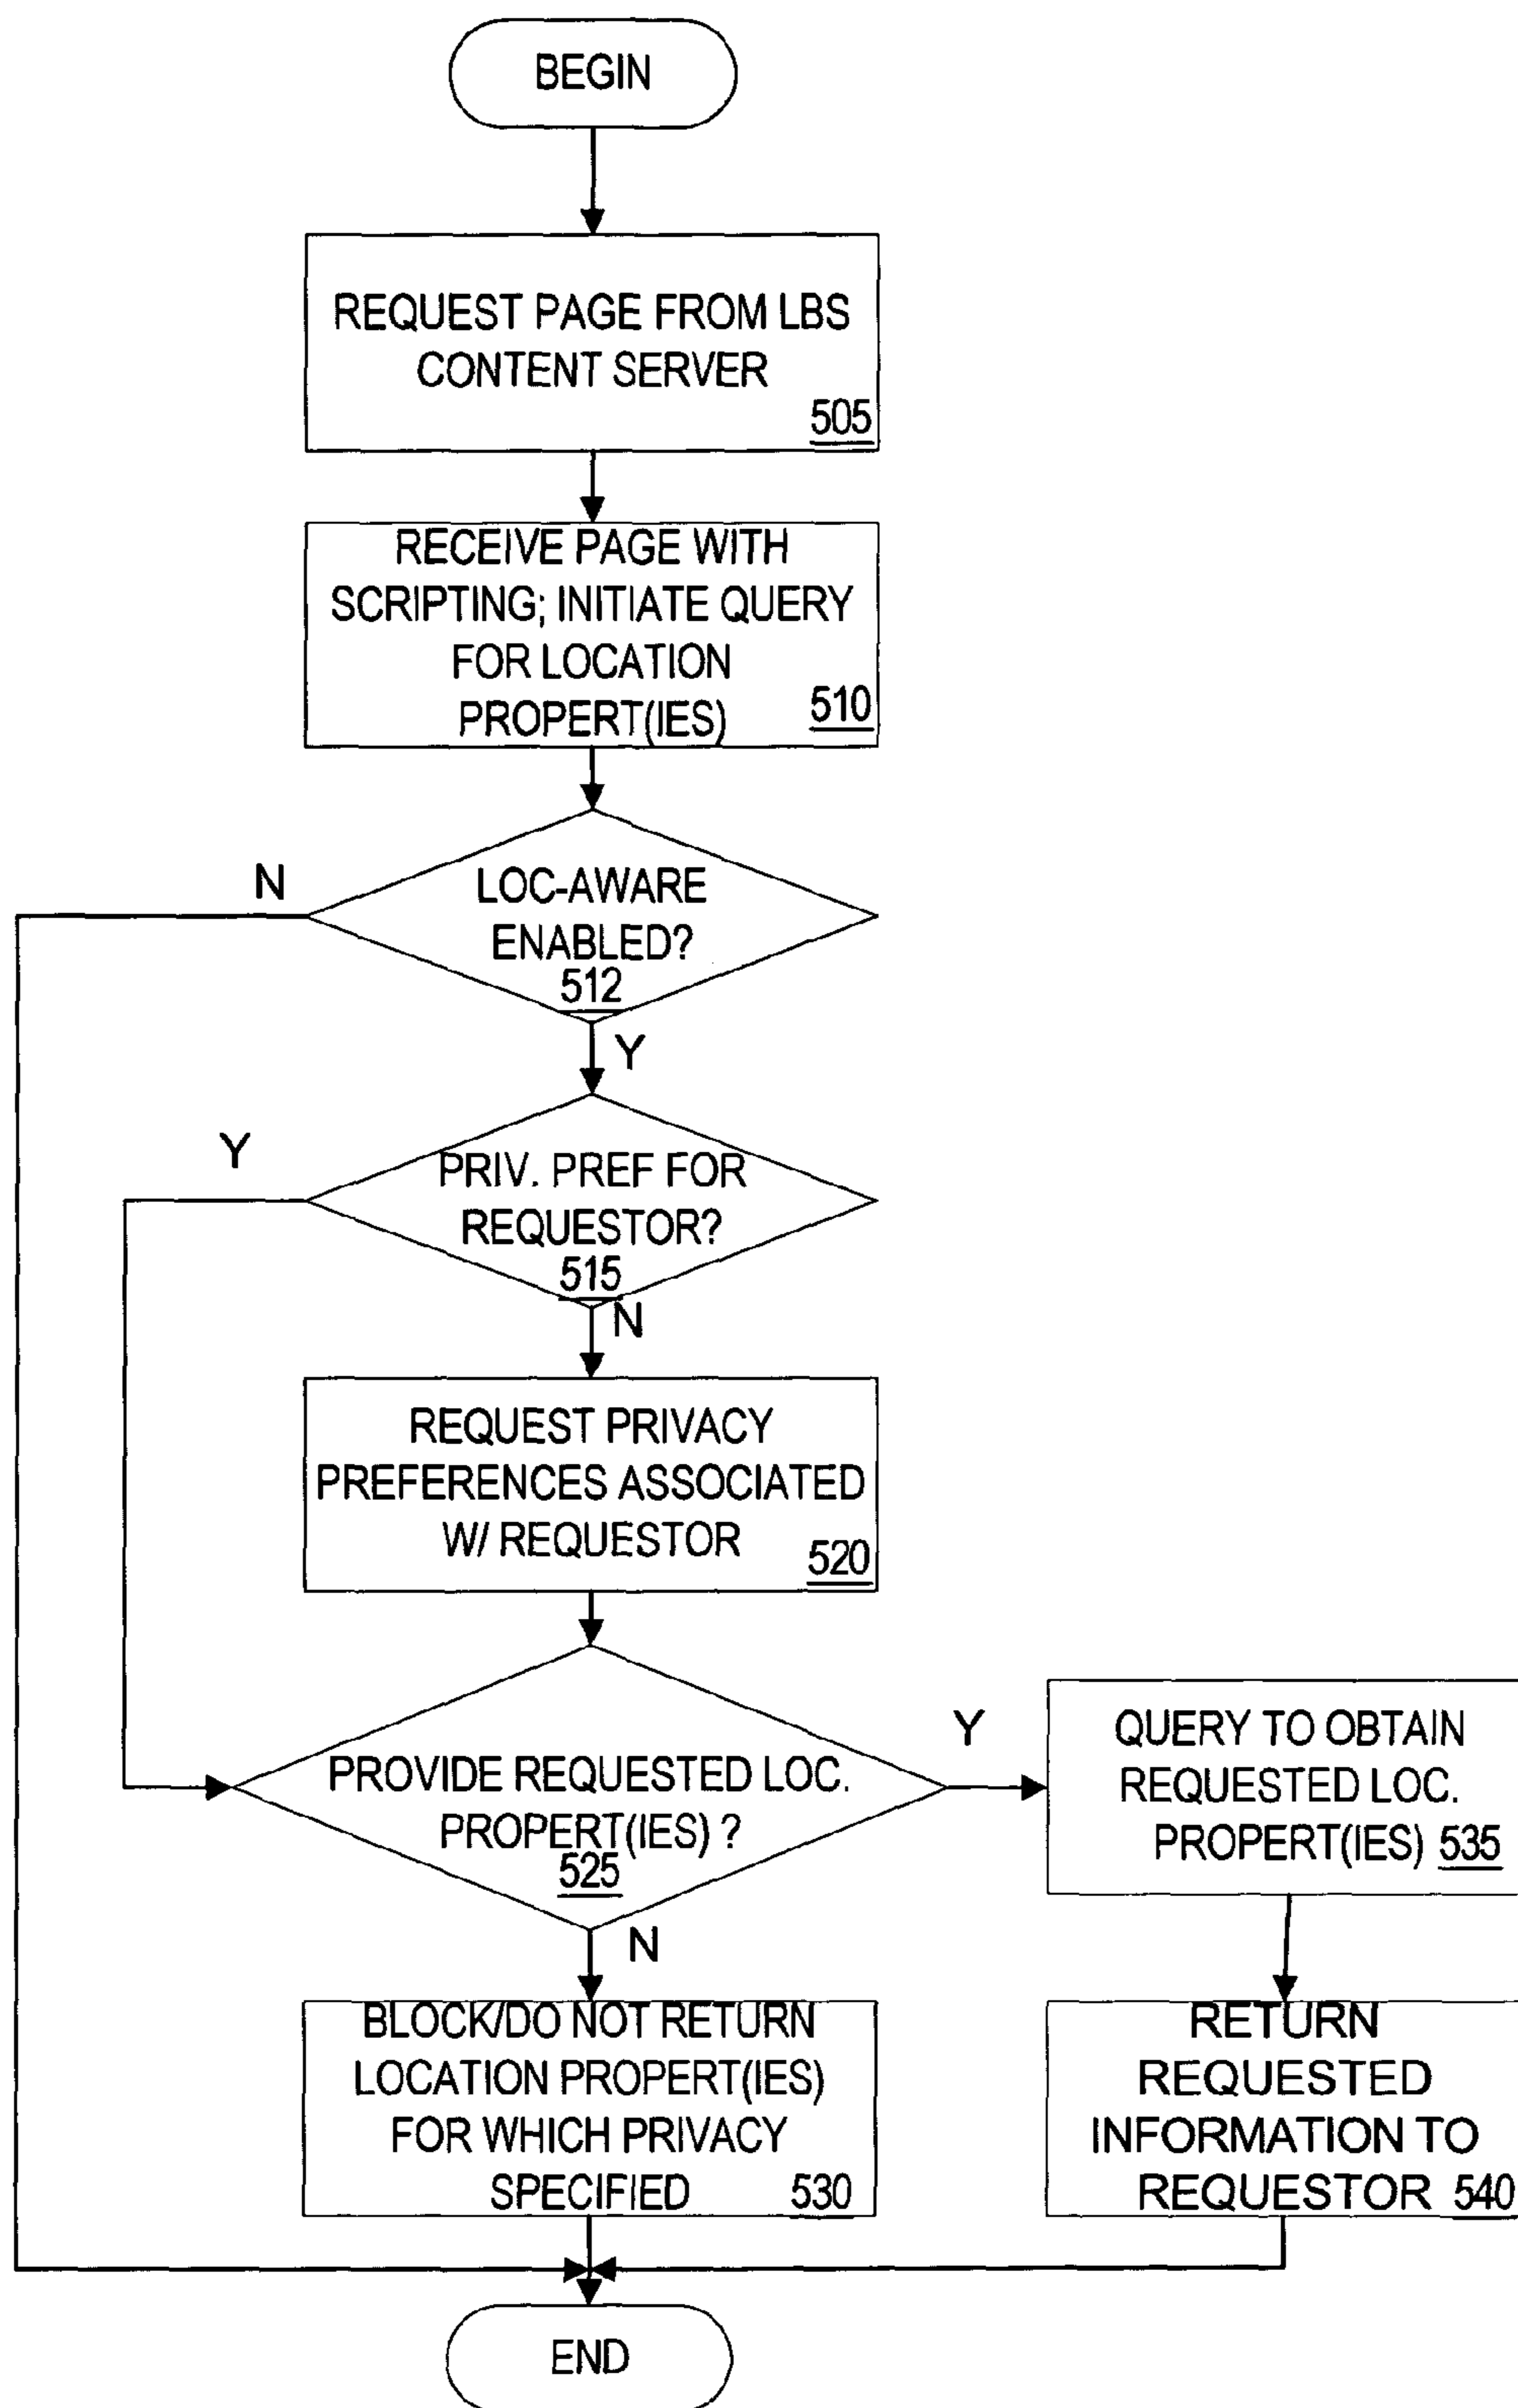 BEGIN
REQUEST PAGE FROM LBS
CONTENT SERVER
505
RECEIVE PAGE WITH
SCRIPTING; INITIATE QUERY
FOR LOCATION
PROPERT(IES)
510
N
LOC-AWARE
ENABLED?
512
Y
Y
PRIV. PREF FOR
REQUESTOR?
515
N
REQUEST PRIVACY
PREFERENCES ASSOCIATED
W/ REQUESTOR
520
PROVIDE REQUESTED LOC.
PROPERT(IES) ?
525
Y
QUERY TO OBTAIN
REQUESTED LOC.
PROPERT(IES) 535
N
BLOCK/DO NOT RETURN
LOCATION PROPERT(IES)
FOR WHICH PRIVACY
SPECIFIED 530
RETURN
REQUESTED
INFORMATION TO
REQUESTOR 540
END